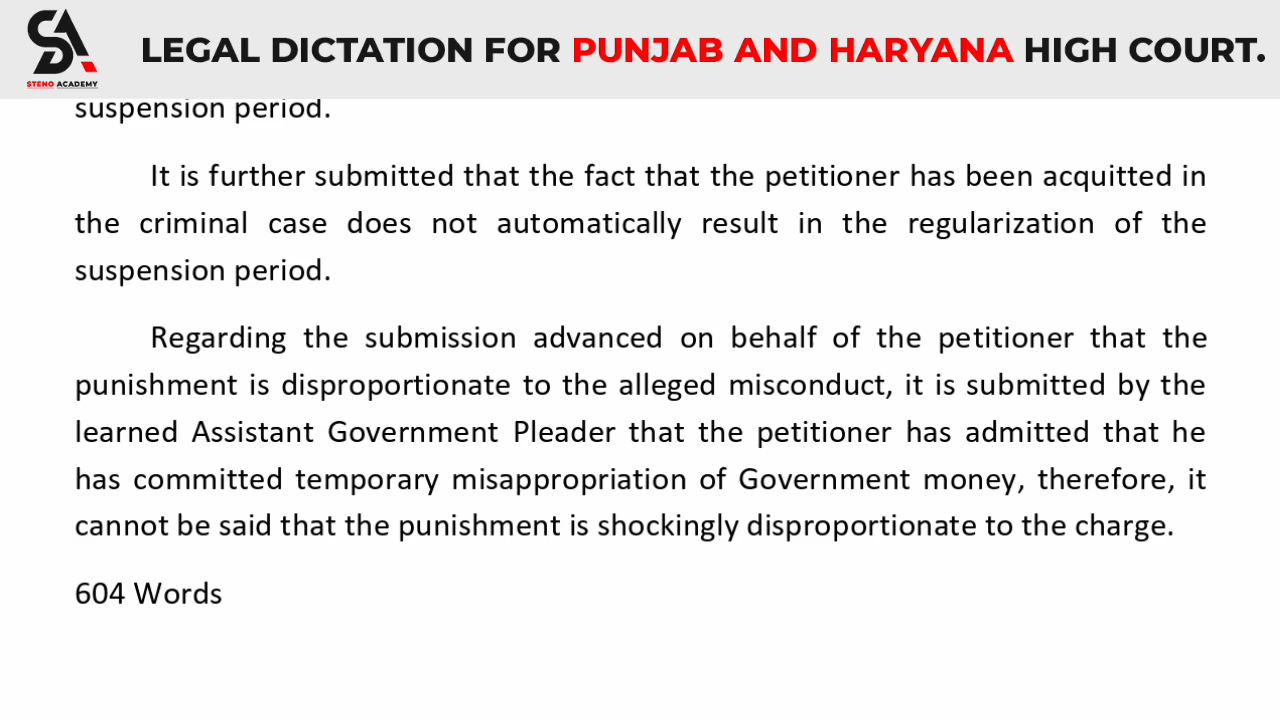 SDA
STENO ACADEMY
LEGAL DICTATION FOR PUNJAB AND HARYANA HIGH COURT.
suspension period.
It is further submitted that the fact that the petitioner has been acquitted in
the criminal case does not automatically result in the regularization of the
suspension period.
Regarding the submission advanced on behalf of the petitioner that the
punishment is disproportionate to the alleged misconduct, it is submitted by the
learned Assistant Government Pleader that the petitioner has admitted that he
has committed temporary misappropriation of Government money, therefore, it
cannot be said that the punishment is shockingly disproportionate to the charge.
604 Words